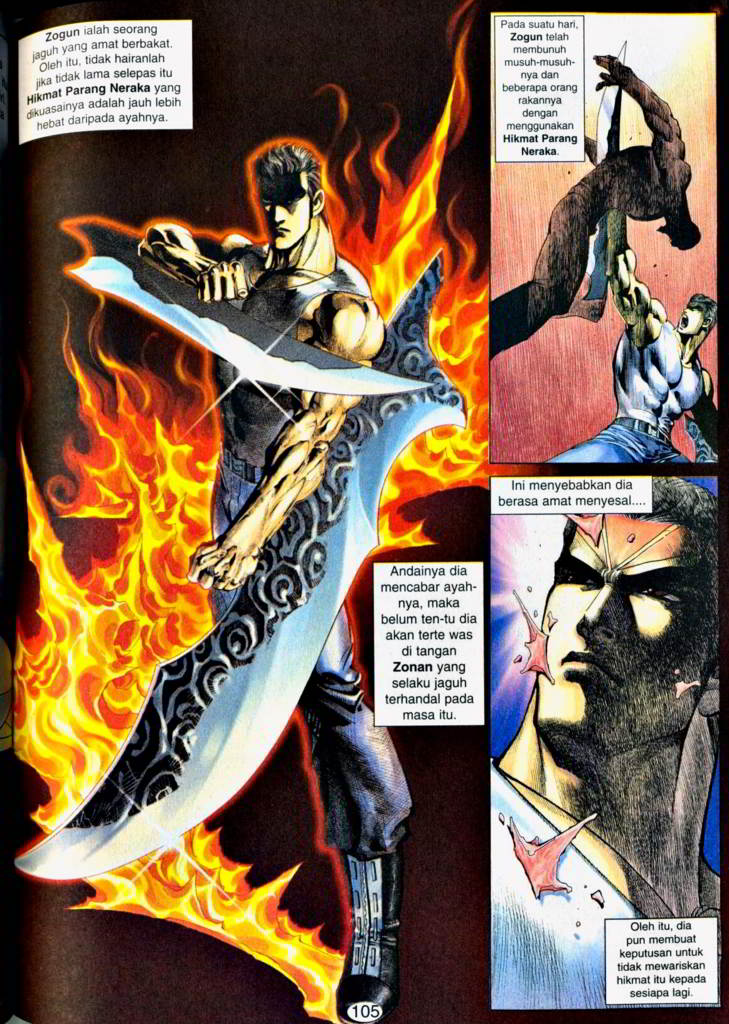 Zogun ialah seorang
jaguh yang amat berbakat.
Oleh itu, tidak hairanlah
jika tidak lama selepas itu
Hikmat Parang Neraka yang
dikuasainya adalah jauh lebih
hebat daripada ayahnya.
Pada suatu hari,
Zogun telah
membunuh
musuh-musuh-
nya dan
beberapa orang
rakannya
dengan
menggunakan
Hikmat Parang
Neraka.
Ini menyebabkan dia
berasa amat menyesal....
Andainya dia
mencabar ayah-
nya, maka
belum ten-tu dia
akan terte was
di tangan
Zonan yang
selaku jaguh
terhandal pada
masa itu.
Oleh itu, dia
pun membuat
keputusan untuk
tidak mewariskan
hikmat itu kepada
sesiapa lagi.
105